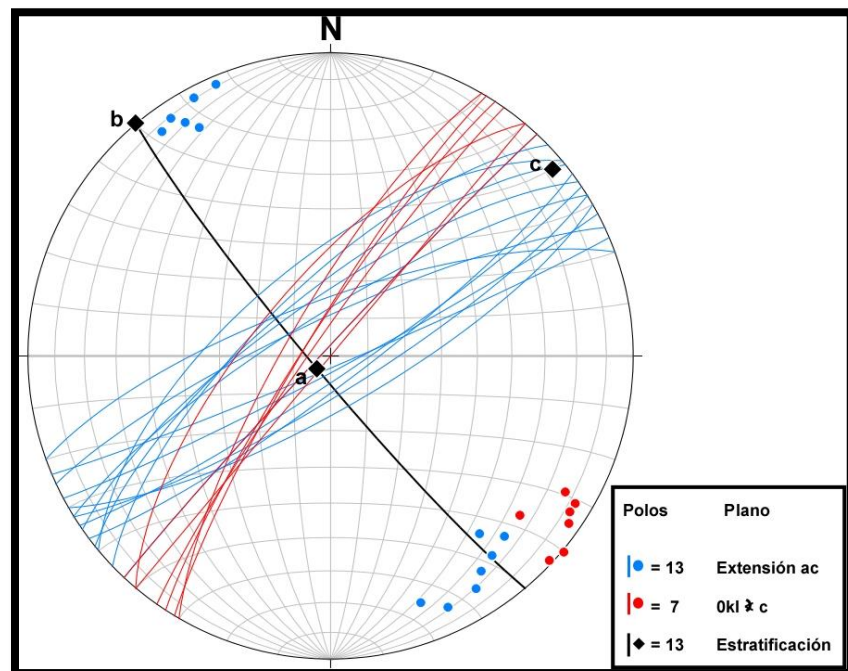 N
b
c
a
Polos Plano
= 13 Extensión ac
= 7 0kl ∡ c
= 13 Estratificación